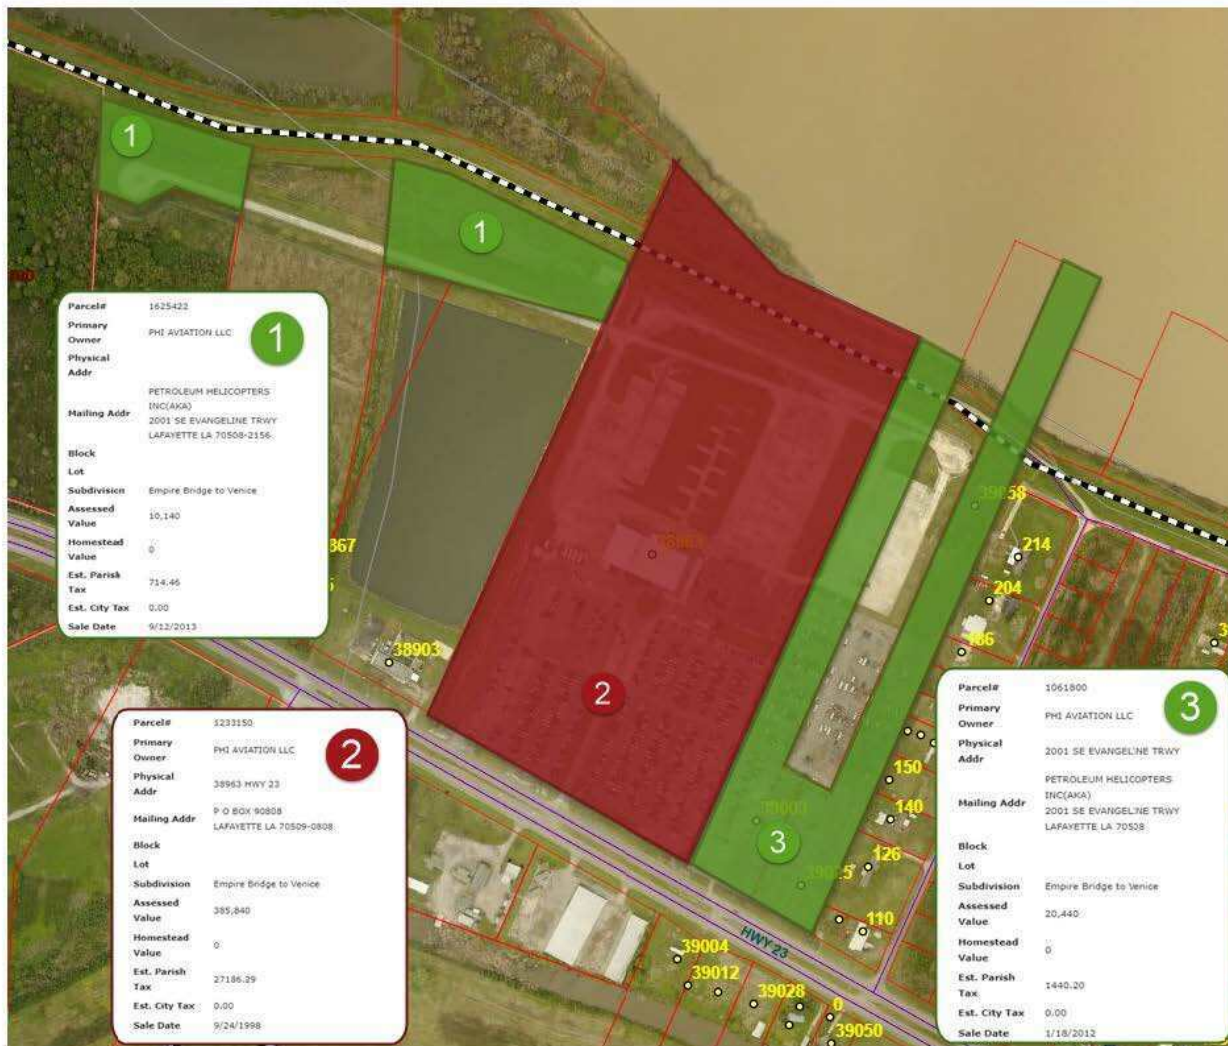 1
1
Parcel# 1625422
Primary Owner PHI AVIATION LLC
Physical Addr
Mailing Addr PETROLEUM HELICOPTERS
INC(AKA)
2001 SE EVANGELINE TRWY
LAFAYETTE LA 70508-2156
Block
Lot
Subdivision Empire Bridge to Venice
Assessed Value 10,140
Homestead Value 0
Est. Parish Tax 714.46
Est. City Tax 0.00
Sale Date 9/12/2013
1
867
38903
2
39058
214
204
186
150
140
126
110
3
HWY 23
39004
39012
39028
0
39050
Parcel# 1233150
Primary Owner PHI AVIATION LLC
Physical Addr 38963 HWY 23
Mailing Addr P O BOX 90808
LAFAYETTE LA 70509-0808
Block
Lot
Subdivision Empire Bridge to Venice
Assessed Value 385,840
Homestead Value 0
Est. Parish Tax 27186.29
Est. City Tax 0.00
Sale Date 9/24/1998
2
Parcel# 1061800
Primary Owner PHI AVIATION LLC
Physical Addr 2001 SE EVANGELINE TRWY
Mailing Addr PETROLEUM HELICOPTERS
INC(AKA)
2001 SE EVANGELINE TRWY
LAFAYETTE LA 70508
Block
Lot
Subdivision Empire Bridge to Venice
Assessed Value 20,440
Homestead Value 0
Est. Parish Tax 1440.20
Est. City Tax 0.00
Sale Date 1/18/2012
3